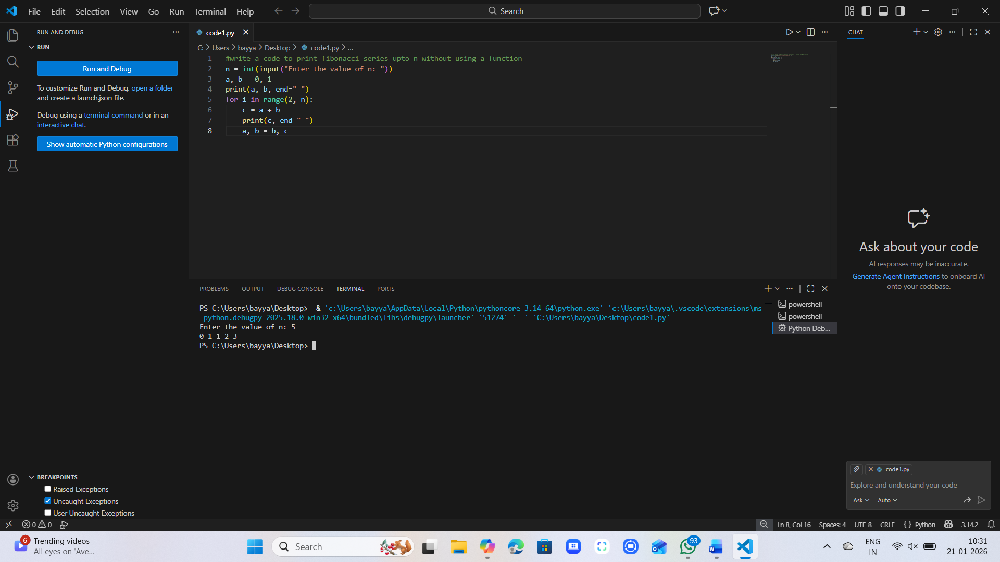 File Edit Selection View Go Run Terminal Help
Search
RUN AND DEBUG
RUN
Run and Debug
To customize Run and Debug, open a folder
and create a launch.json file.
Debug using a terminal command or in an
interactive chat.
Show automatic Python configurations
BREAKPOINTS
Raised Exceptions
Uncaught Exceptions
User Uncaught Exceptions
code1.py
C: > Users > bayya > Desktop > code1.py > ...
1 #write a code to print fibonacci series upto n without using a function
2 n = int(input("Enter the value of n: "))
3 a, b = 0, 1
4 print(a, b, end=" ")
5 for i in range(2, n):
6     c = a + b
7     print(c, end=" ")
8     a, b = b, c
PROBLEMS OUTPUT DEBUG CONSOLE TERMINAL PORTS
PS C:\Users\bayya\Desktop>  & 'c:\Users\bayya\AppData\Local\Python\pythoncore-3.14-64\python.exe' 'c:\Users\bayya\.vscode\extensions\ms
-python.debugpy-2025.18.0-win32-x64\bundled\libs\debugpy\launcher' '51274' '--' 'C:\Users\bayya\Desktop\code1.py'
Enter the value of n: 5
0 1 1 2 3
PS C:\Users\bayya\Desktop>
powershell
powershell
Python Deb...
CHAT
Ask about your code
AI responses may be inaccurate.
Generate Agent Instructions to onboard AI
onto your codebase.
code1.py
Explore and understand your code
Ask Auto
0 0
Ln 8, Col 16 Spaces: 4 UTF-8 CRLF {} Python 3.14.2
6
Trending videos
All eyes on 'Ave...
Search
93
ENG
IN
10:31
21-01-2026